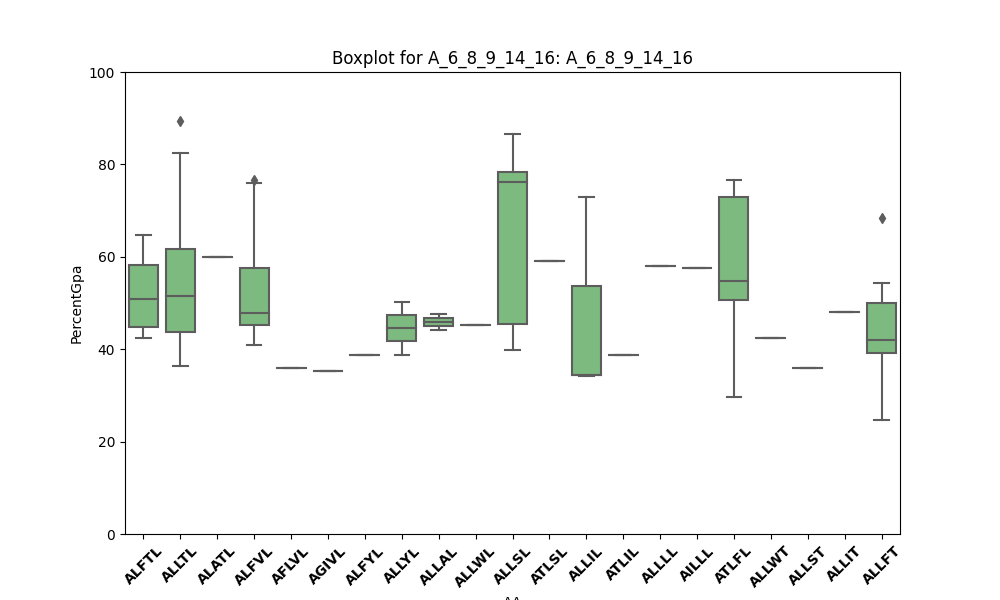 Boxplot for A_6_8_9_14_16: A_6_8_9_14_16
PercentGpa
100
80
60
40
20
0
ALFTL
ALLTL
ALATL
ALFVL
AFLVL
AGIVL
ALFYL
ALLYL
ALLAL
ALLWL
ALLSL
ATLSL
ALLIL
ATLIL
ALLLL
AILLL
ATLFL
ALLWT
ALLST
ALLIT
ALLFT
AA